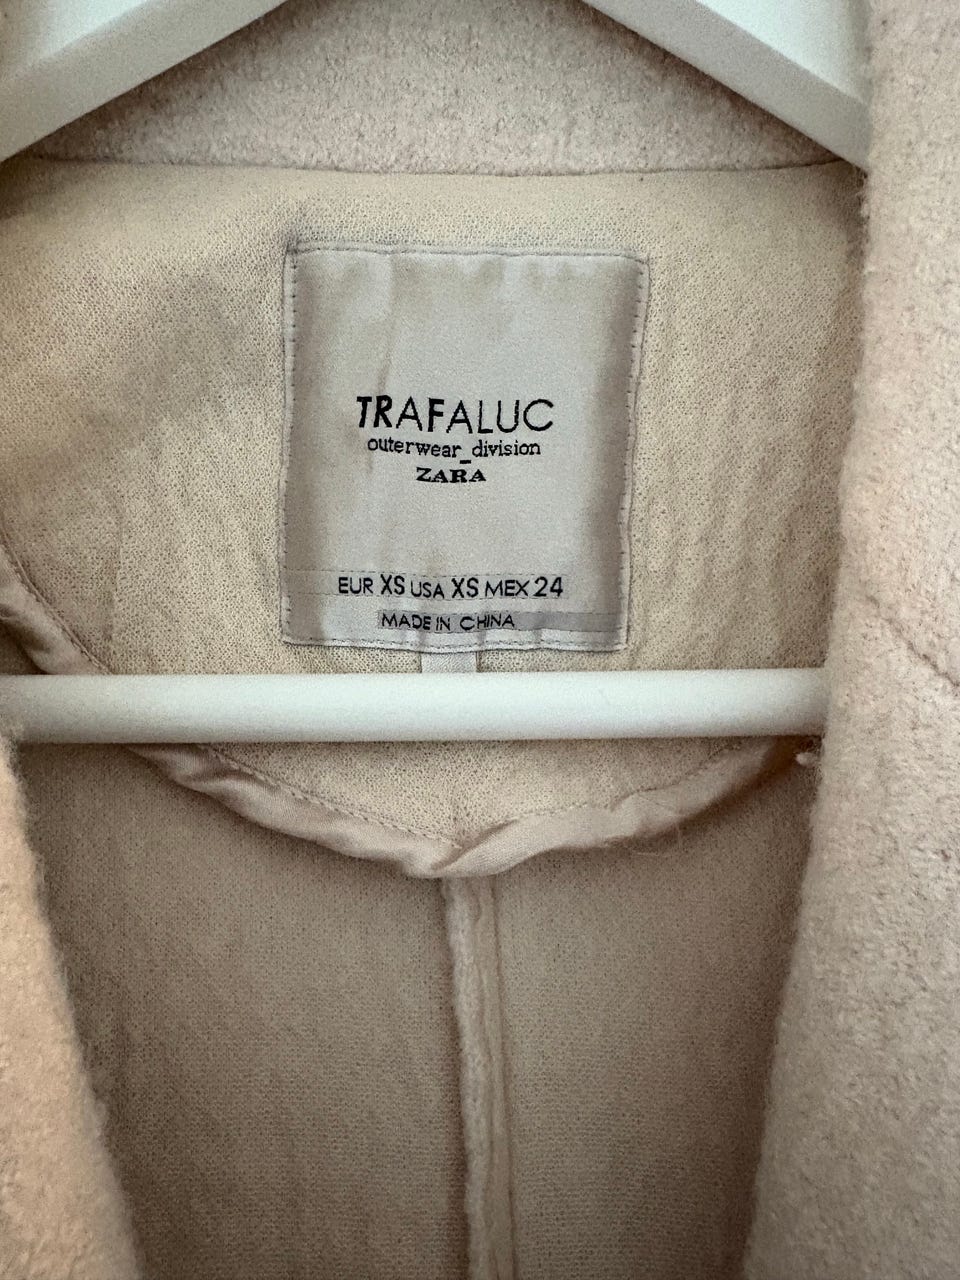 TRAFALUC
outerwear_division
ZARA
EUR XS USA XS MEX 24
MADE IN CHINA